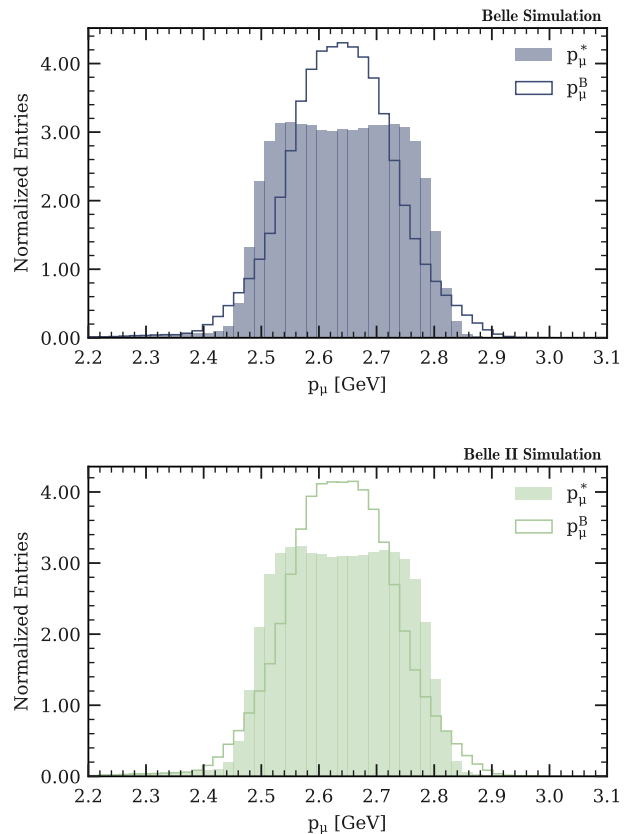 Belle Simulation
4.00
3.00
2.00
1.00
0.00
Normalized Entries
p*μ
pBμ
2.2 2.3 2.4 2.5 2.6 2.7 2.8 2.9 3.0 3.1
pμ [GeV]
Belle II Simulation
4.00
3.00
2.00
1.00
0.00
Normalized Entries
p*μ
pBμ
2.2 2.3 2.4 2.5 2.6 2.7 2.8 2.9 3.0 3.1
pμ [GeV]